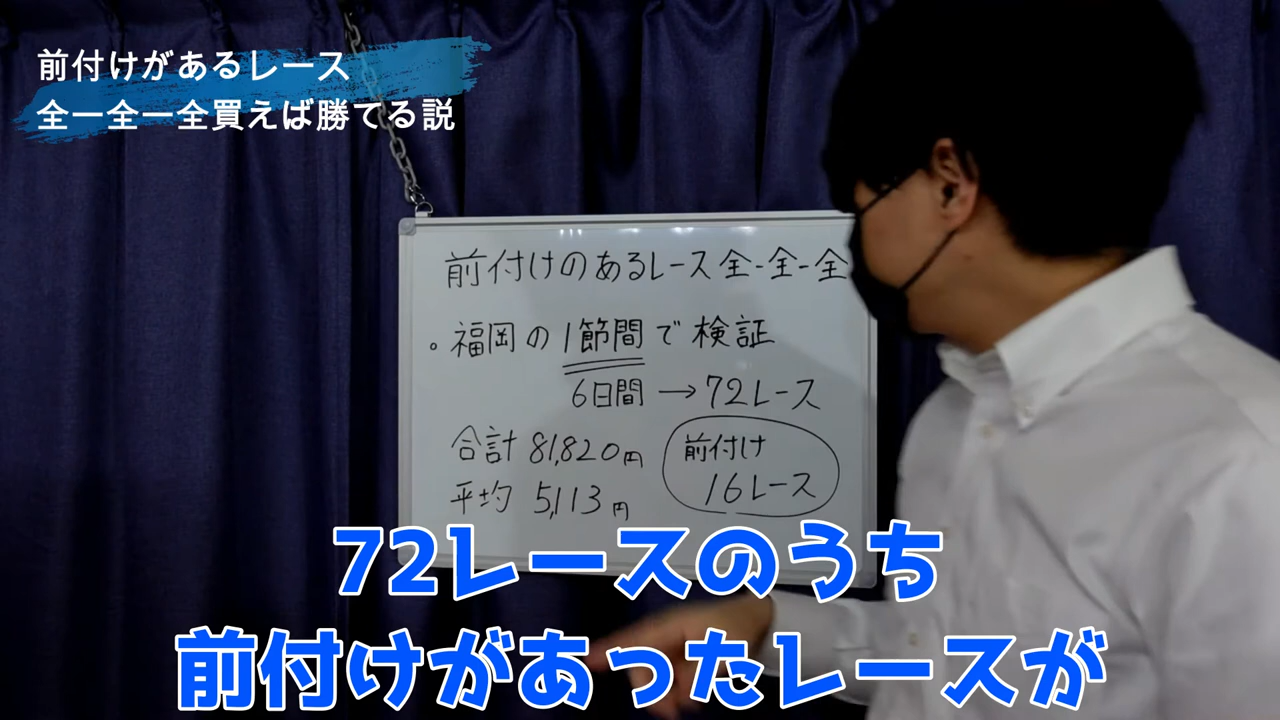 前付けがあるレース
全ー全ー全買えば勝てる説
前付けのあるレース全-全-全
。福岡の1節間で検証
6日間→72レース
合計 81,820円
平均 5,113円
前付け
16レース
72レースのうち
前付けがあったレースが